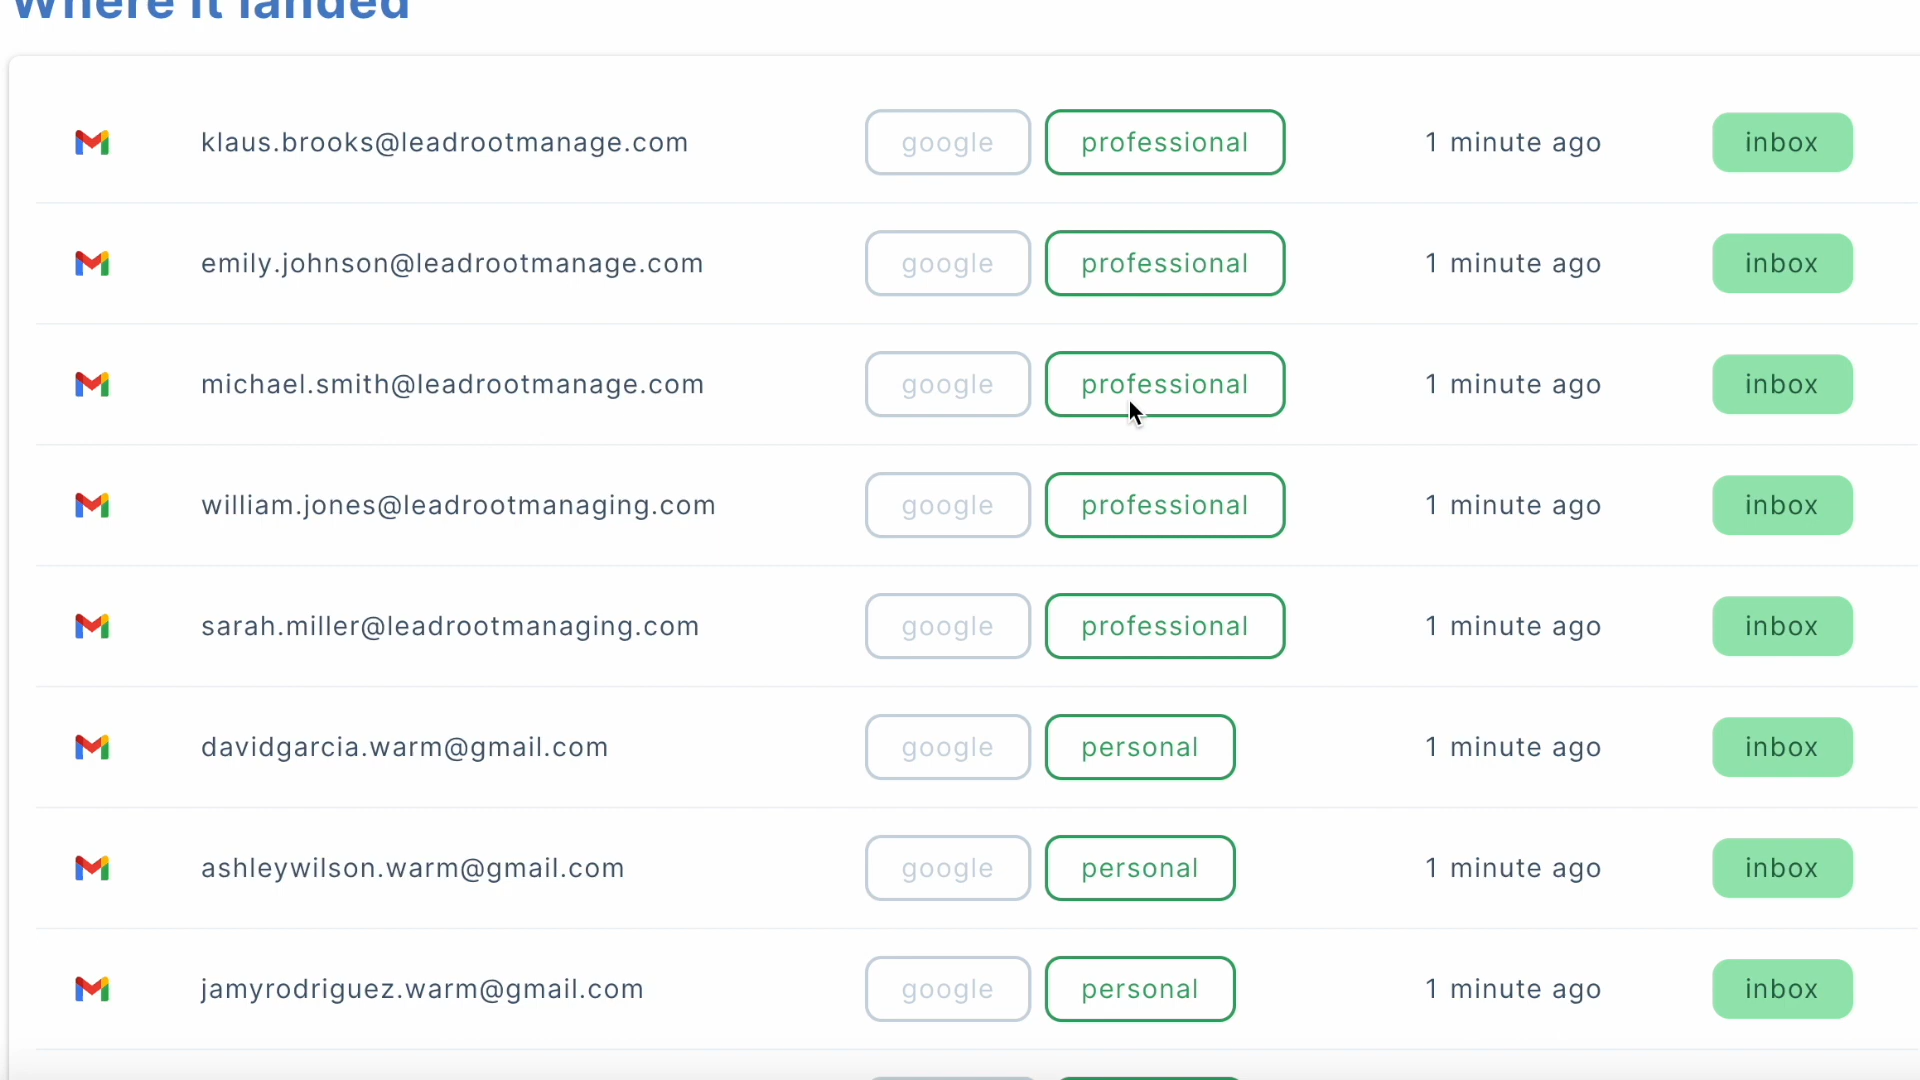 Where it landed
klaus.brooks@leadrootmanage.com google professional 1 minute ago inbox
emily.johnson@leadrootmanage.com google professional 1 minute ago inbox
michael.smith@leadrootmanage.com google professional 1 minute ago inbox
william.jones@leadrootmanaging.com google professional 1 minute ago inbox
sarah.miller@leadrootmanaging.com google professional 1 minute ago inbox
davidgarcia.warm@gmail.com google personal 1 minute ago inbox
ashleywilson.warm@gmail.com google personal 1 minute ago inbox
jamyrodriguez.warm@gmail.com google personal 1 minute ago inbox